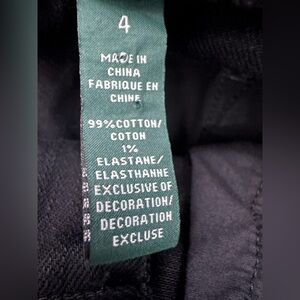 4
MADE IN
CHINA
FABRIQUE EN
CHINE
99%COTTON/
COTON
1%
ELASTANE/
ELASTHANNE
EXCLUSIVE OF
DECORATION/
DECORATION
EXCLUSE